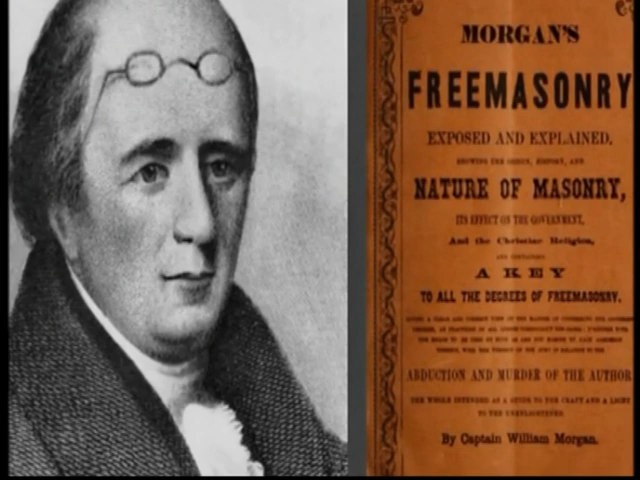 MORGAN'S
FREEMASONRY
EXPOSED AND EXPLAINED,
SHOWING THE ORIGIN, HISTORY, AND
NATURE OF MASONRY,
ITS EFFECT ON THE GOVERNMENT,
And the Christian Religion,
AND CONTAINING
A KEY
TO ALL THE DEGREES OF FREEMASONRY,
ABDUCTION AND MURDER OF THE AUTHOR
THE WHOLE INTENDED AS A GUIDE TO THE CRAFT AND A LIGHT
TO THE UNENLIGHTENED.
By Captain William Morgan.